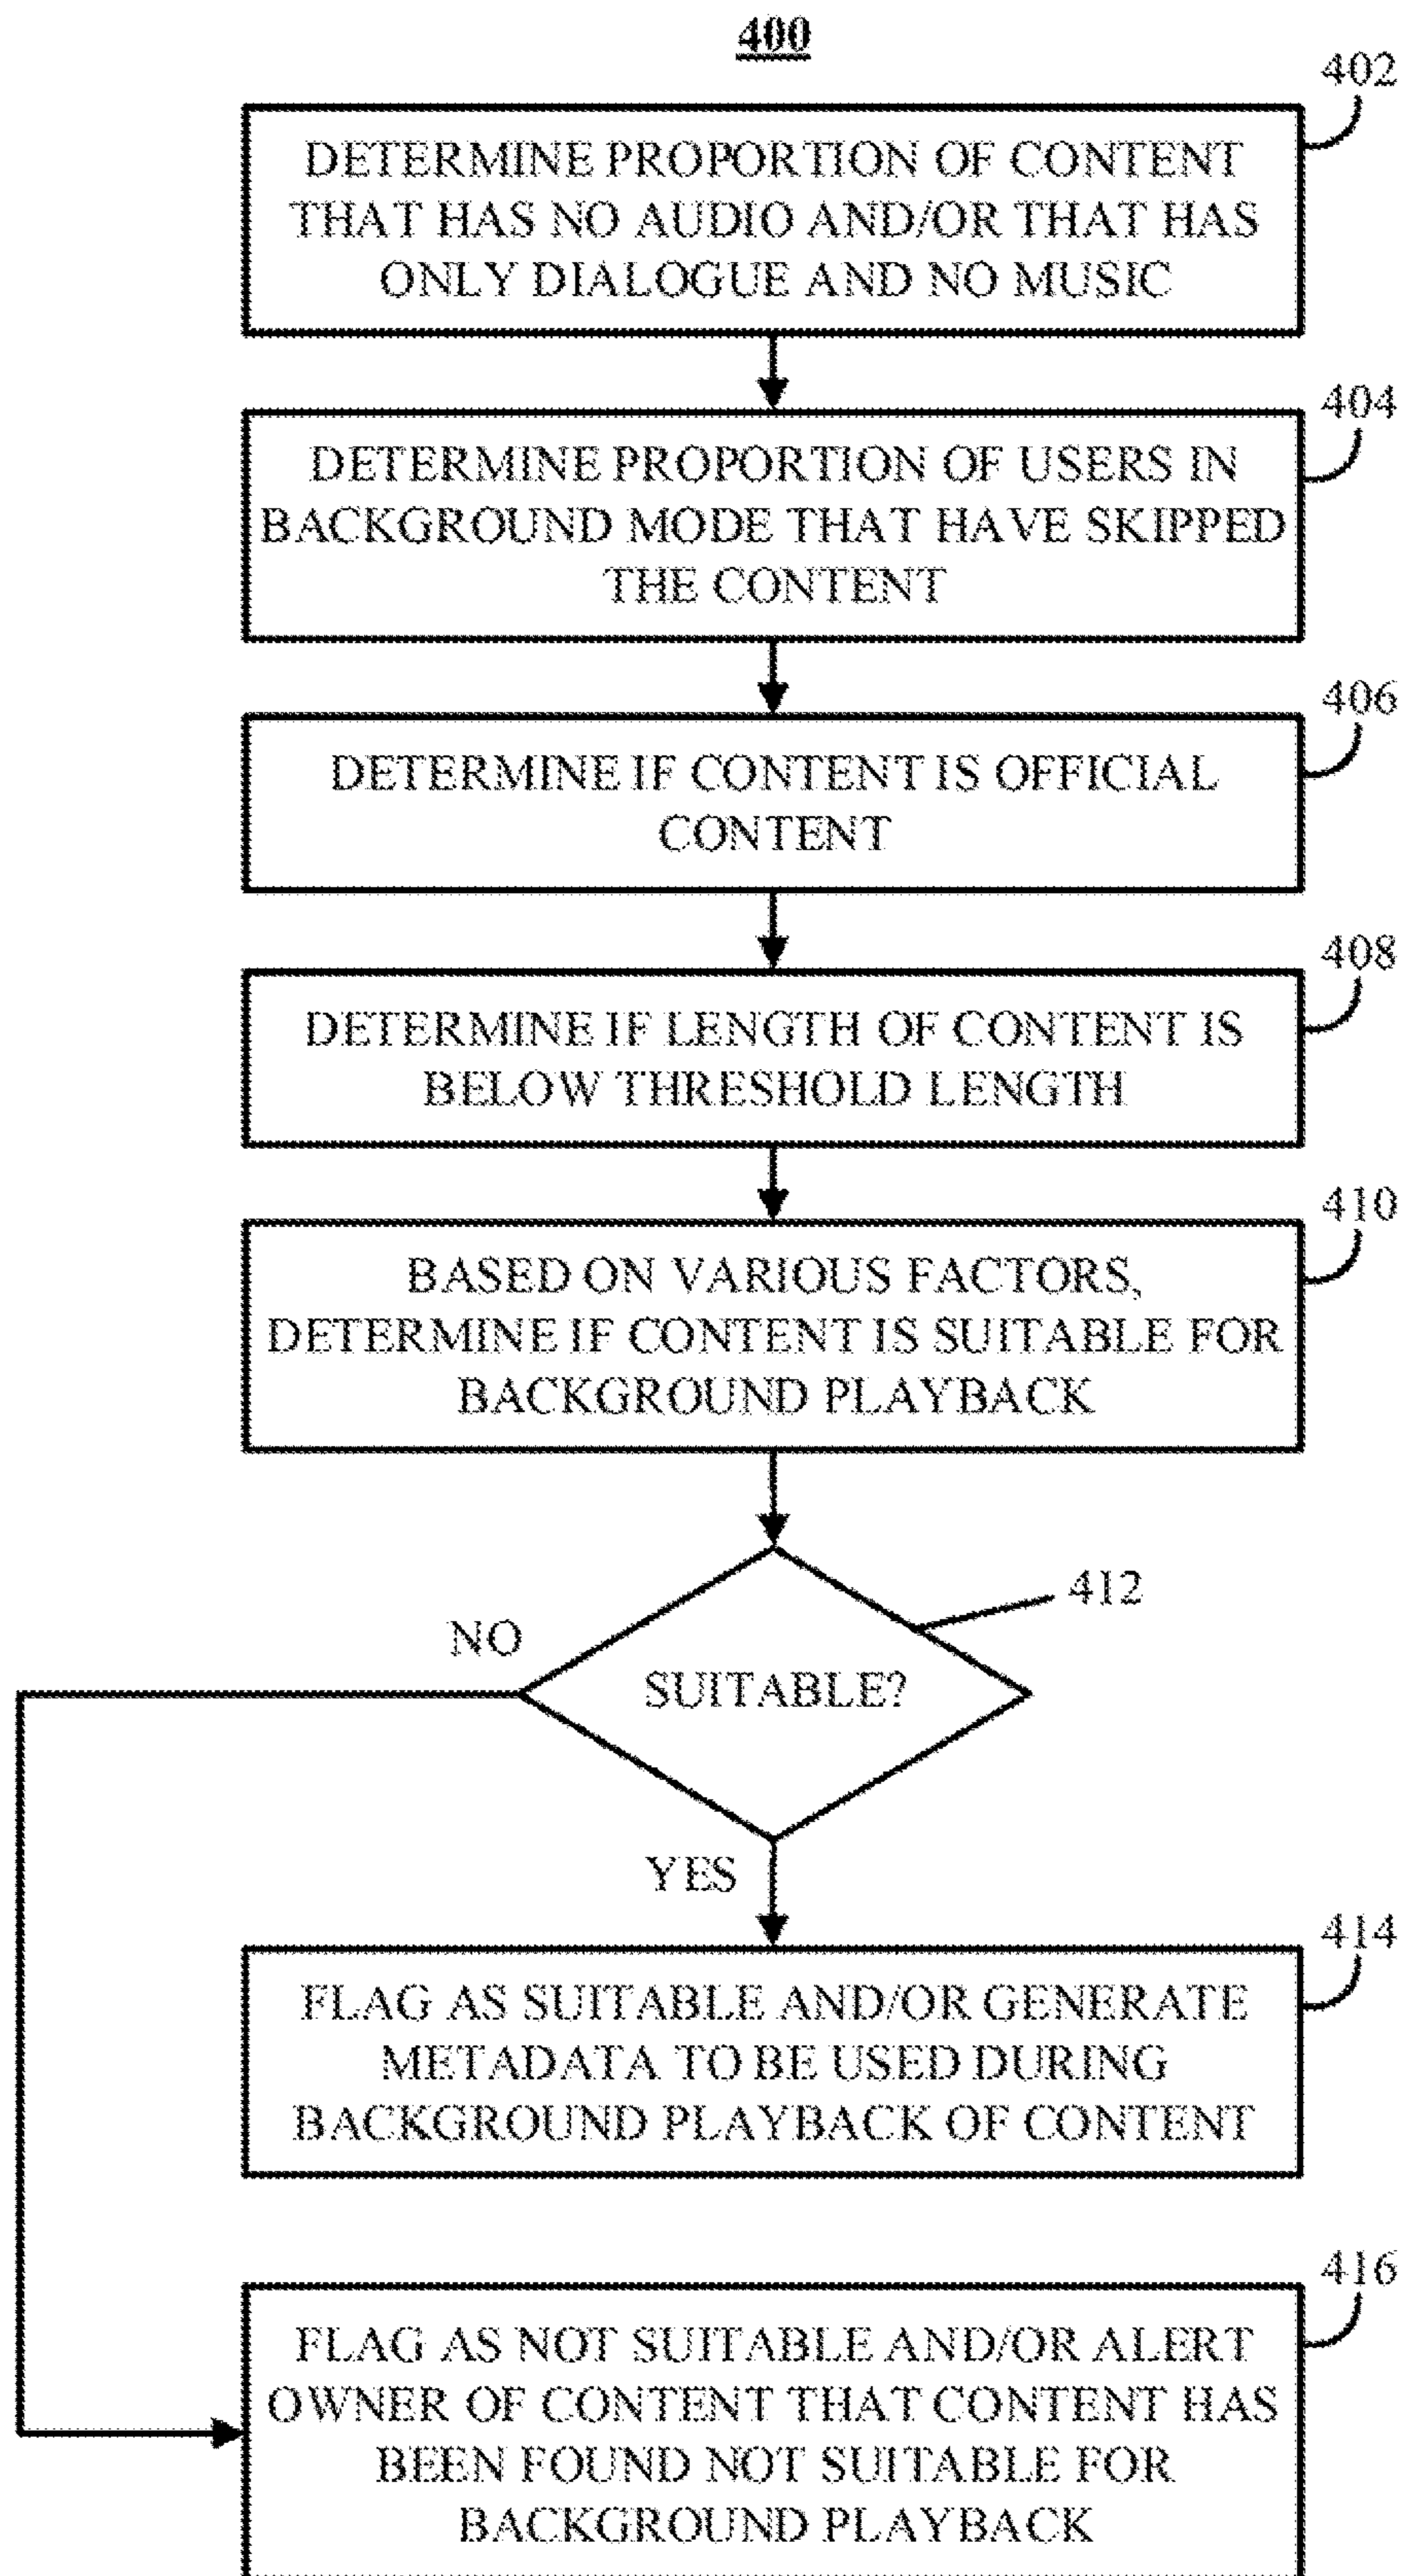 400
402
DETERMINE PROPORTION OF CONTENT
THAT HAS NO AUDIO AND/OR THAT HAS
ONLY DIALOGUE AND NO MUSIC
404
DETERMINE PROPORTION OF USERS IN
BACKGROUND MODE THAT HAVE SKIPPED
THE CONTENT
406
DETERMINE IF CONTENT IS OFFICIAL
CONTENT
408
DETERMINE IF LENGTH OF CONTENT IS
BELOW THRESHOLD LENGTH
410
BASED ON VARIOUS FACTORS,
DETERMINE IF CONTENT IS SUITABLE FOR
BACKGROUND PLAYBACK
412
NO
SUITABLE?
YES
414
FLAG AS SUITABLE AND/OR GENERATE
METADATA TO BE USED DURING
BACKGROUND PLAYBACK OF CONTENT
416
FLAG AS NOT SUITABLE AND/OR ALERT
OWNER OF CONTENT THAT CONTENT HAS
BEEN FOUND NOT SUITABLE FOR
BACKGROUND PLAYBACK